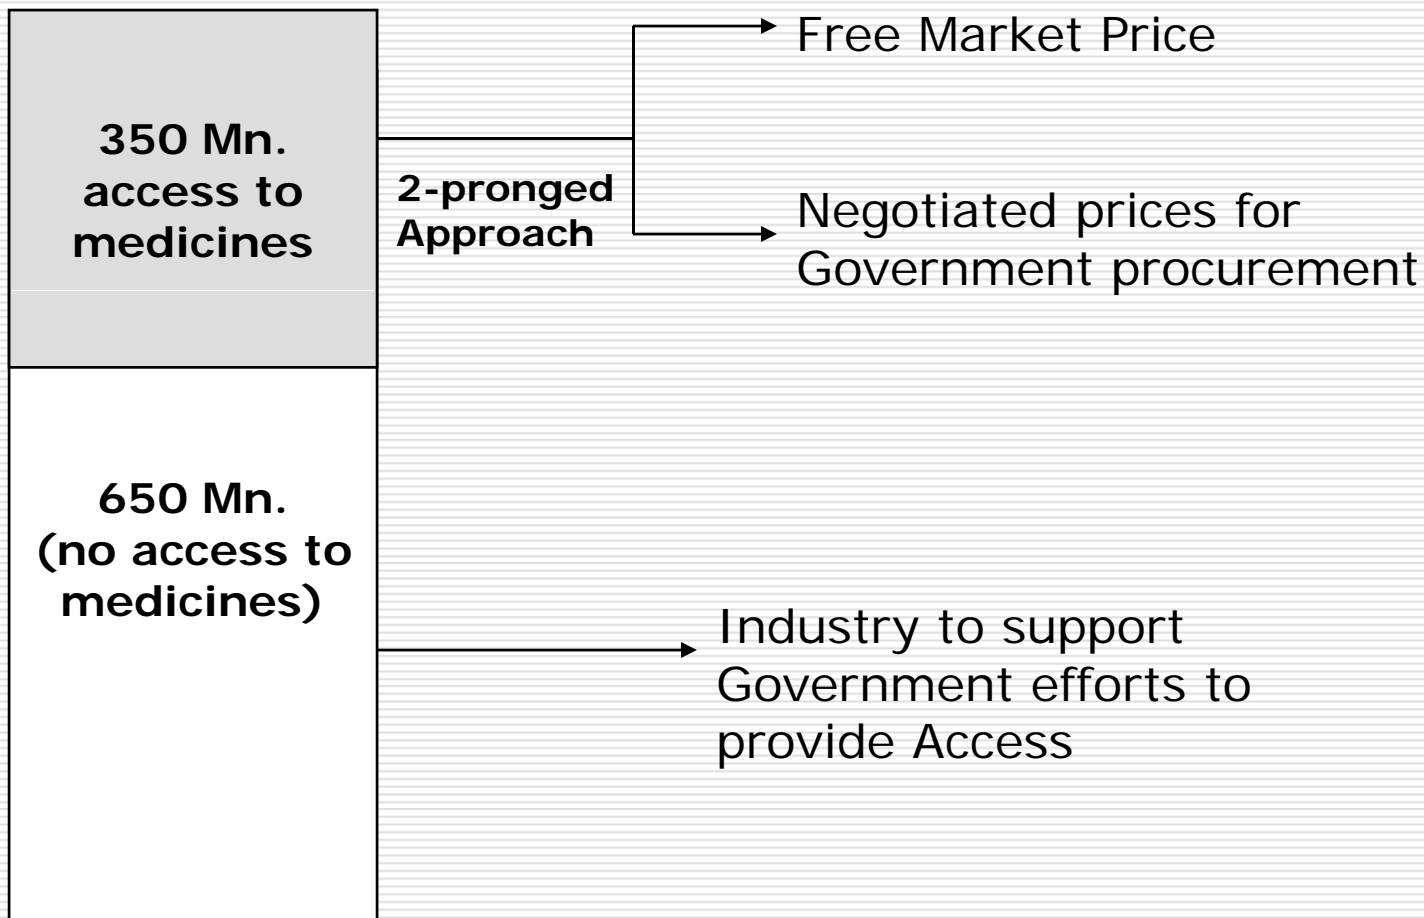 350 Mn.
access to
medicines
2-pronged
Approach
Free Market Price
Negotiated prices for
Government procurement
650 Mn.
(no access to
medicines)
Industry to support
Government efforts to
provide Access